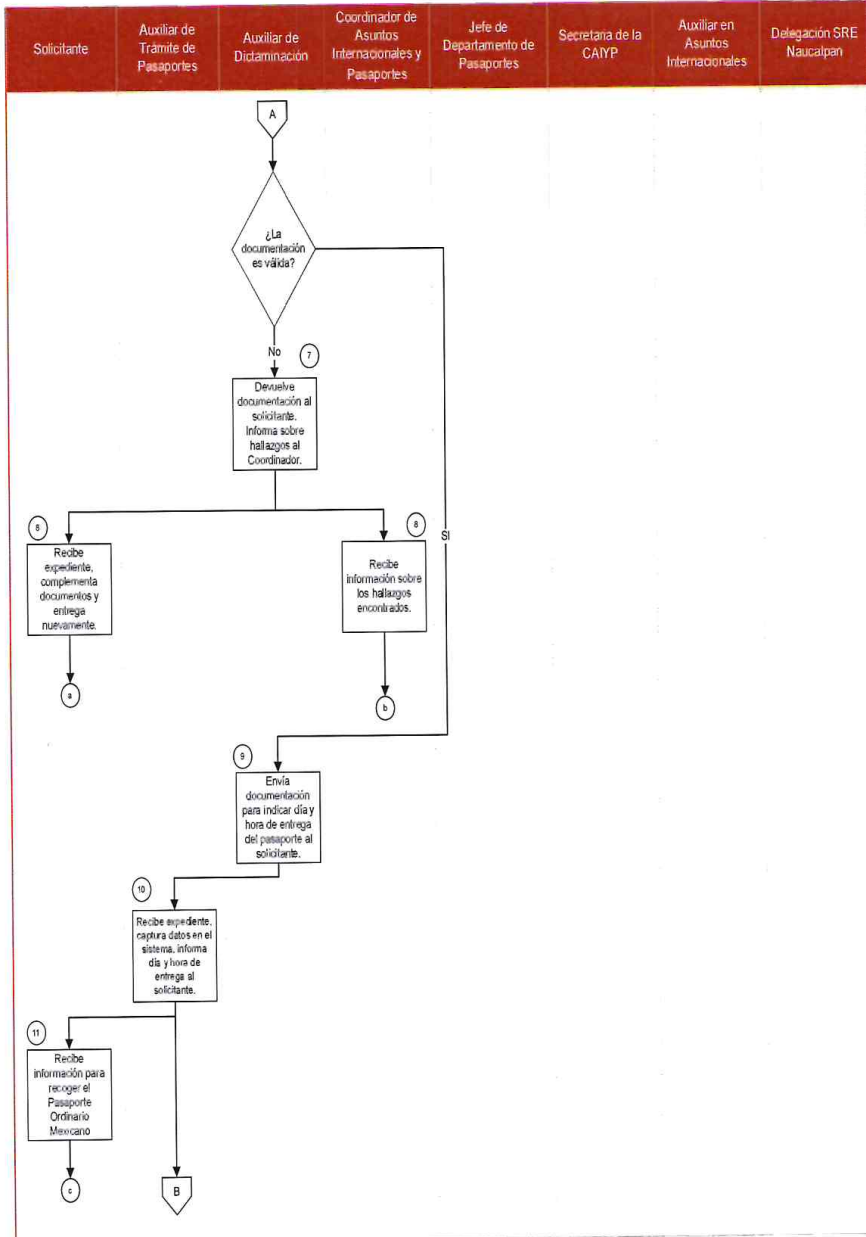 Solicitante
Auxiliar de
Trámite de
Pasaportes
Auxiliar de
Dictaminación
Coordinador de
Asuntos
Internacionales y
Pasaportes
Jefe de
Departamento de
Pasaportes
Secretaria de la
CAIYP
Auxiliar en
Asuntos
Internacionales
Delegación SRE
Naucalpan
A
¿La
documentación
es válida?
No
7
Devuelve
documentación al
solicitante.
Informa sobre
hallazgos al
Coordinador.
SI
6
Recibe
expediente,
complementa
documentos y
entrega
nuevamente.
a
8
Recibe
información sobre
los hallazgos
encontrados.
b
9
Envía
documentación
para indicar día y
hora de entrega
del pasaporte al
solicitante.
10
Recibe expediente,
captura datos en el
sistema, informa
día y hora de
entrega al
solicitante.
11
Recibe
información para
recoger el
Pasaporte
Ordinario
Mexicano
c
B